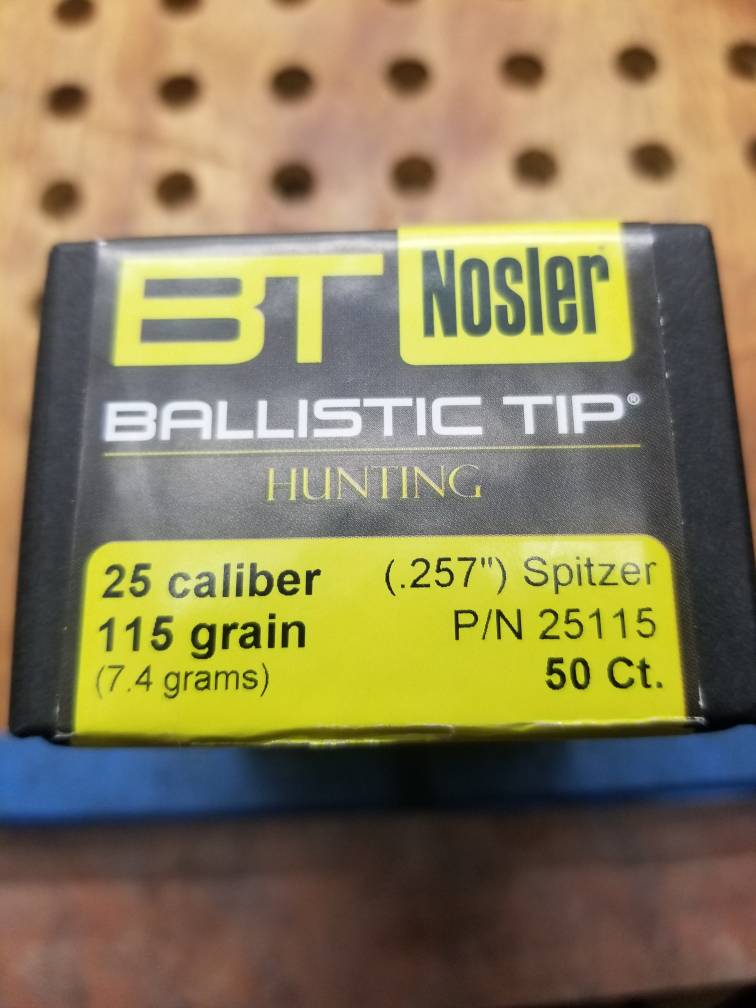 BT Nosler
BALLISTIC TIP®
HUNTING
25 caliber (.257") Spitzer
115 grain P/N 25115
(7.4 grams) 50 Ct.